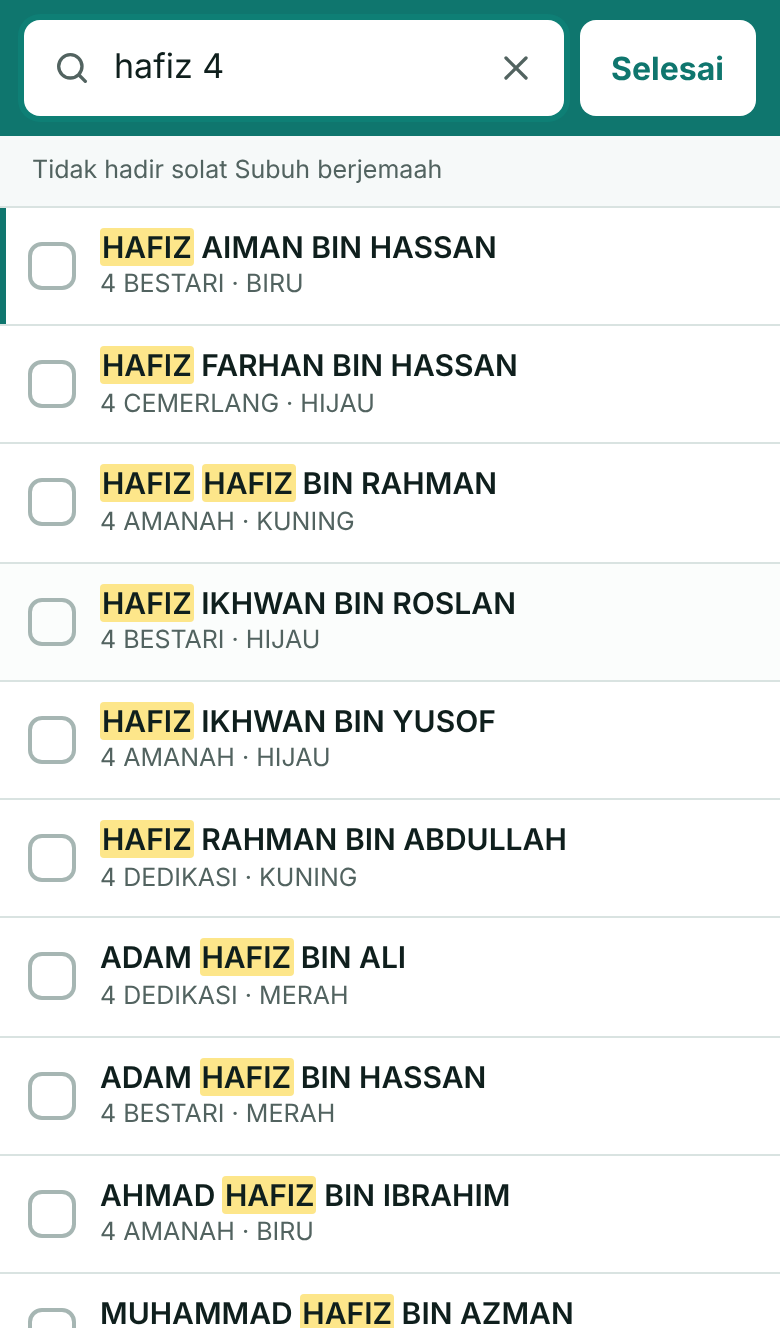 hafiz 4
Selesai
Tidak hadir solat Subuh berjemaah
HAFIZ AIMAN BIN HASSAN
4 BESTARI · BIRU
HAFIZ FARHAN BIN HASSAN
4 CEMERLANG · HIJAU
HAFIZ HAFIZ BIN RAHMAN
4 AMANAH · KUNING
HAFIZ IKHWAN BIN ROSLAN
4 BESTARI · HIJAU
HAFIZ IKHWAN BIN YUSOF
4 AMANAH · HIJAU
HAFIZ RAHMAN BIN ABDULLAH
4 DEDIKASI · KUNING
ADAM HAFIZ BIN ALI
4 DEDIKASI · MERAH
ADAM HAFIZ BIN HASSAN
4 BESTARI · MERAH
AHMAD HAFIZ BIN IBRAHIM
4 AMANAH · BIRU
MUHAMMAD HAFIZ BIN AZMAN